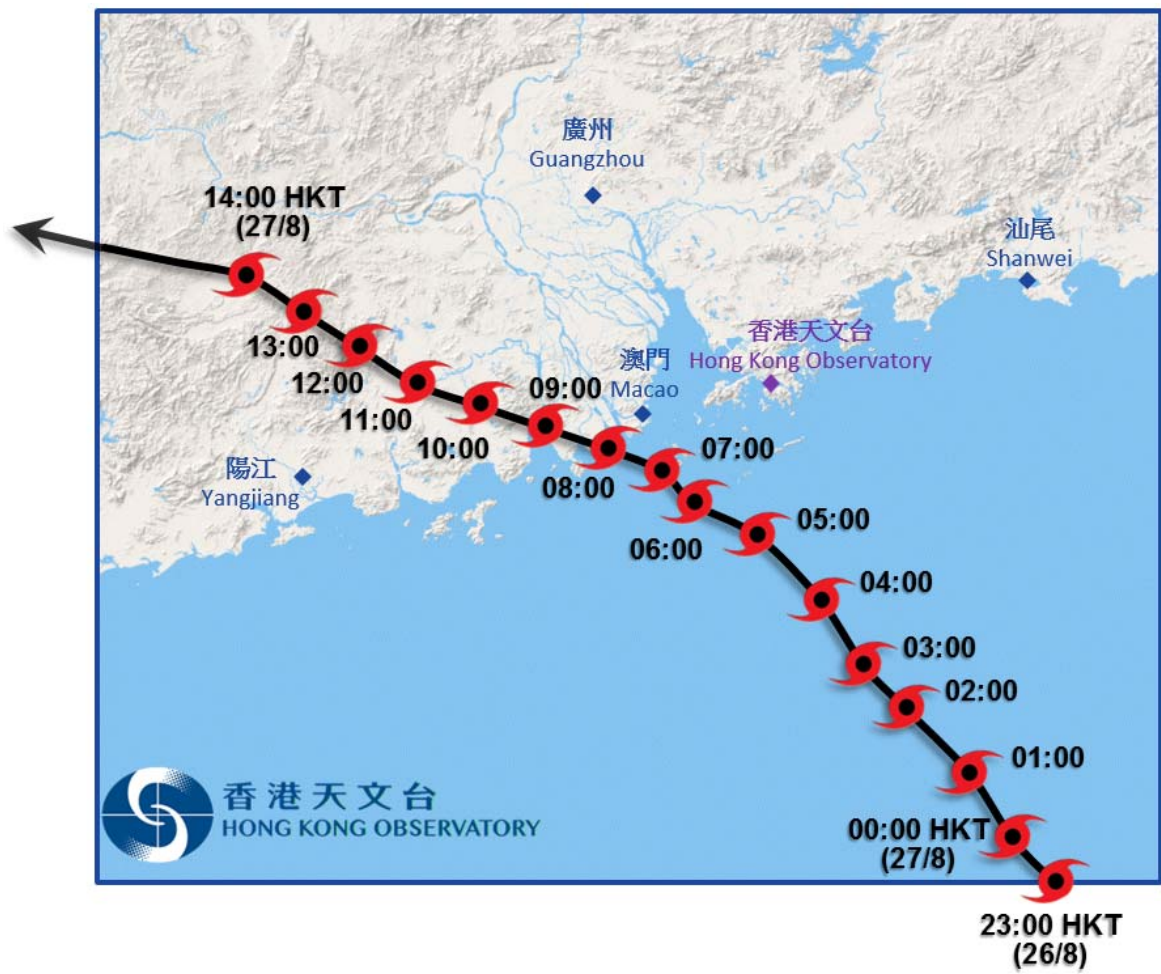 廣州
Guangzhou
14:00 HKT
(27/8)
汕尾
Shanwei
香港天文台
Hong Kong Observatory
澳門
Macao
13:00
12:00
11:00
10:00
09:00
08:00
07:00
06:00
05:00
04:00
03:00
02:00
01:00
陽江
Yangjiang
00:00 HKT
(27/8)
23:00 HKT
(26/8)
香港天文台
HONG KONG OBSERVATORY